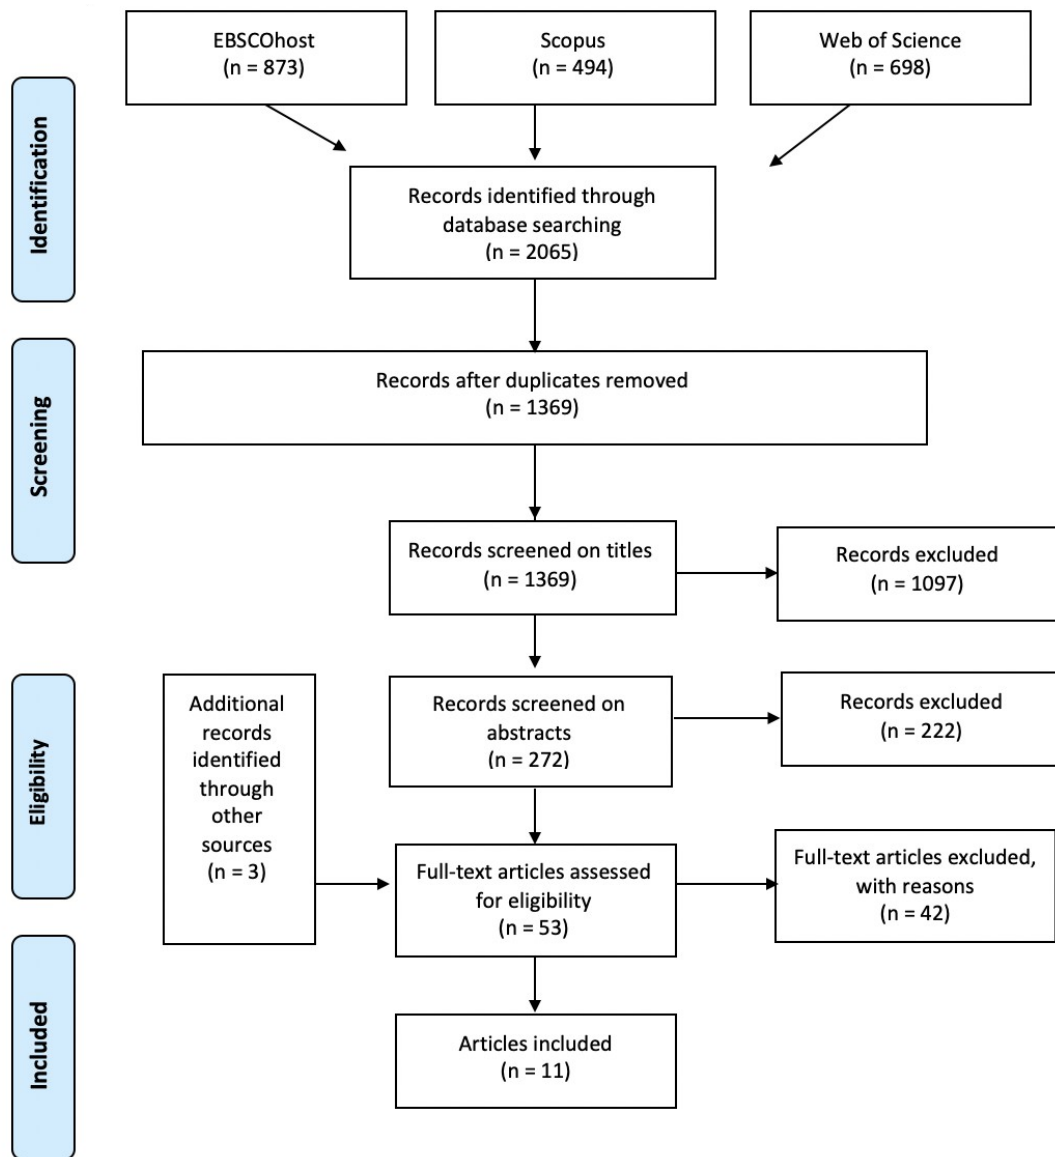 EBSCOhost
(n = 873)
Scopus
(n = 494)
Web of Science
(n = 698)
Identification
Records identified through
database searching
(n = 2065)
Screening
Records after duplicates removed
(n = 1369)
Records screened on titles
(n = 1369)
Records excluded
(n = 1097)
Eligibility
Additional
records
identified
through
other
sources
(n = 3)
Records screened on
abstracts
(n = 272)
Records excluded
(n = 222)
Full-text articles assessed
for eligibility
(n = 53)
Full-text articles excluded,
with reasons
(n = 42)
Included
Articles included
(n = 11)